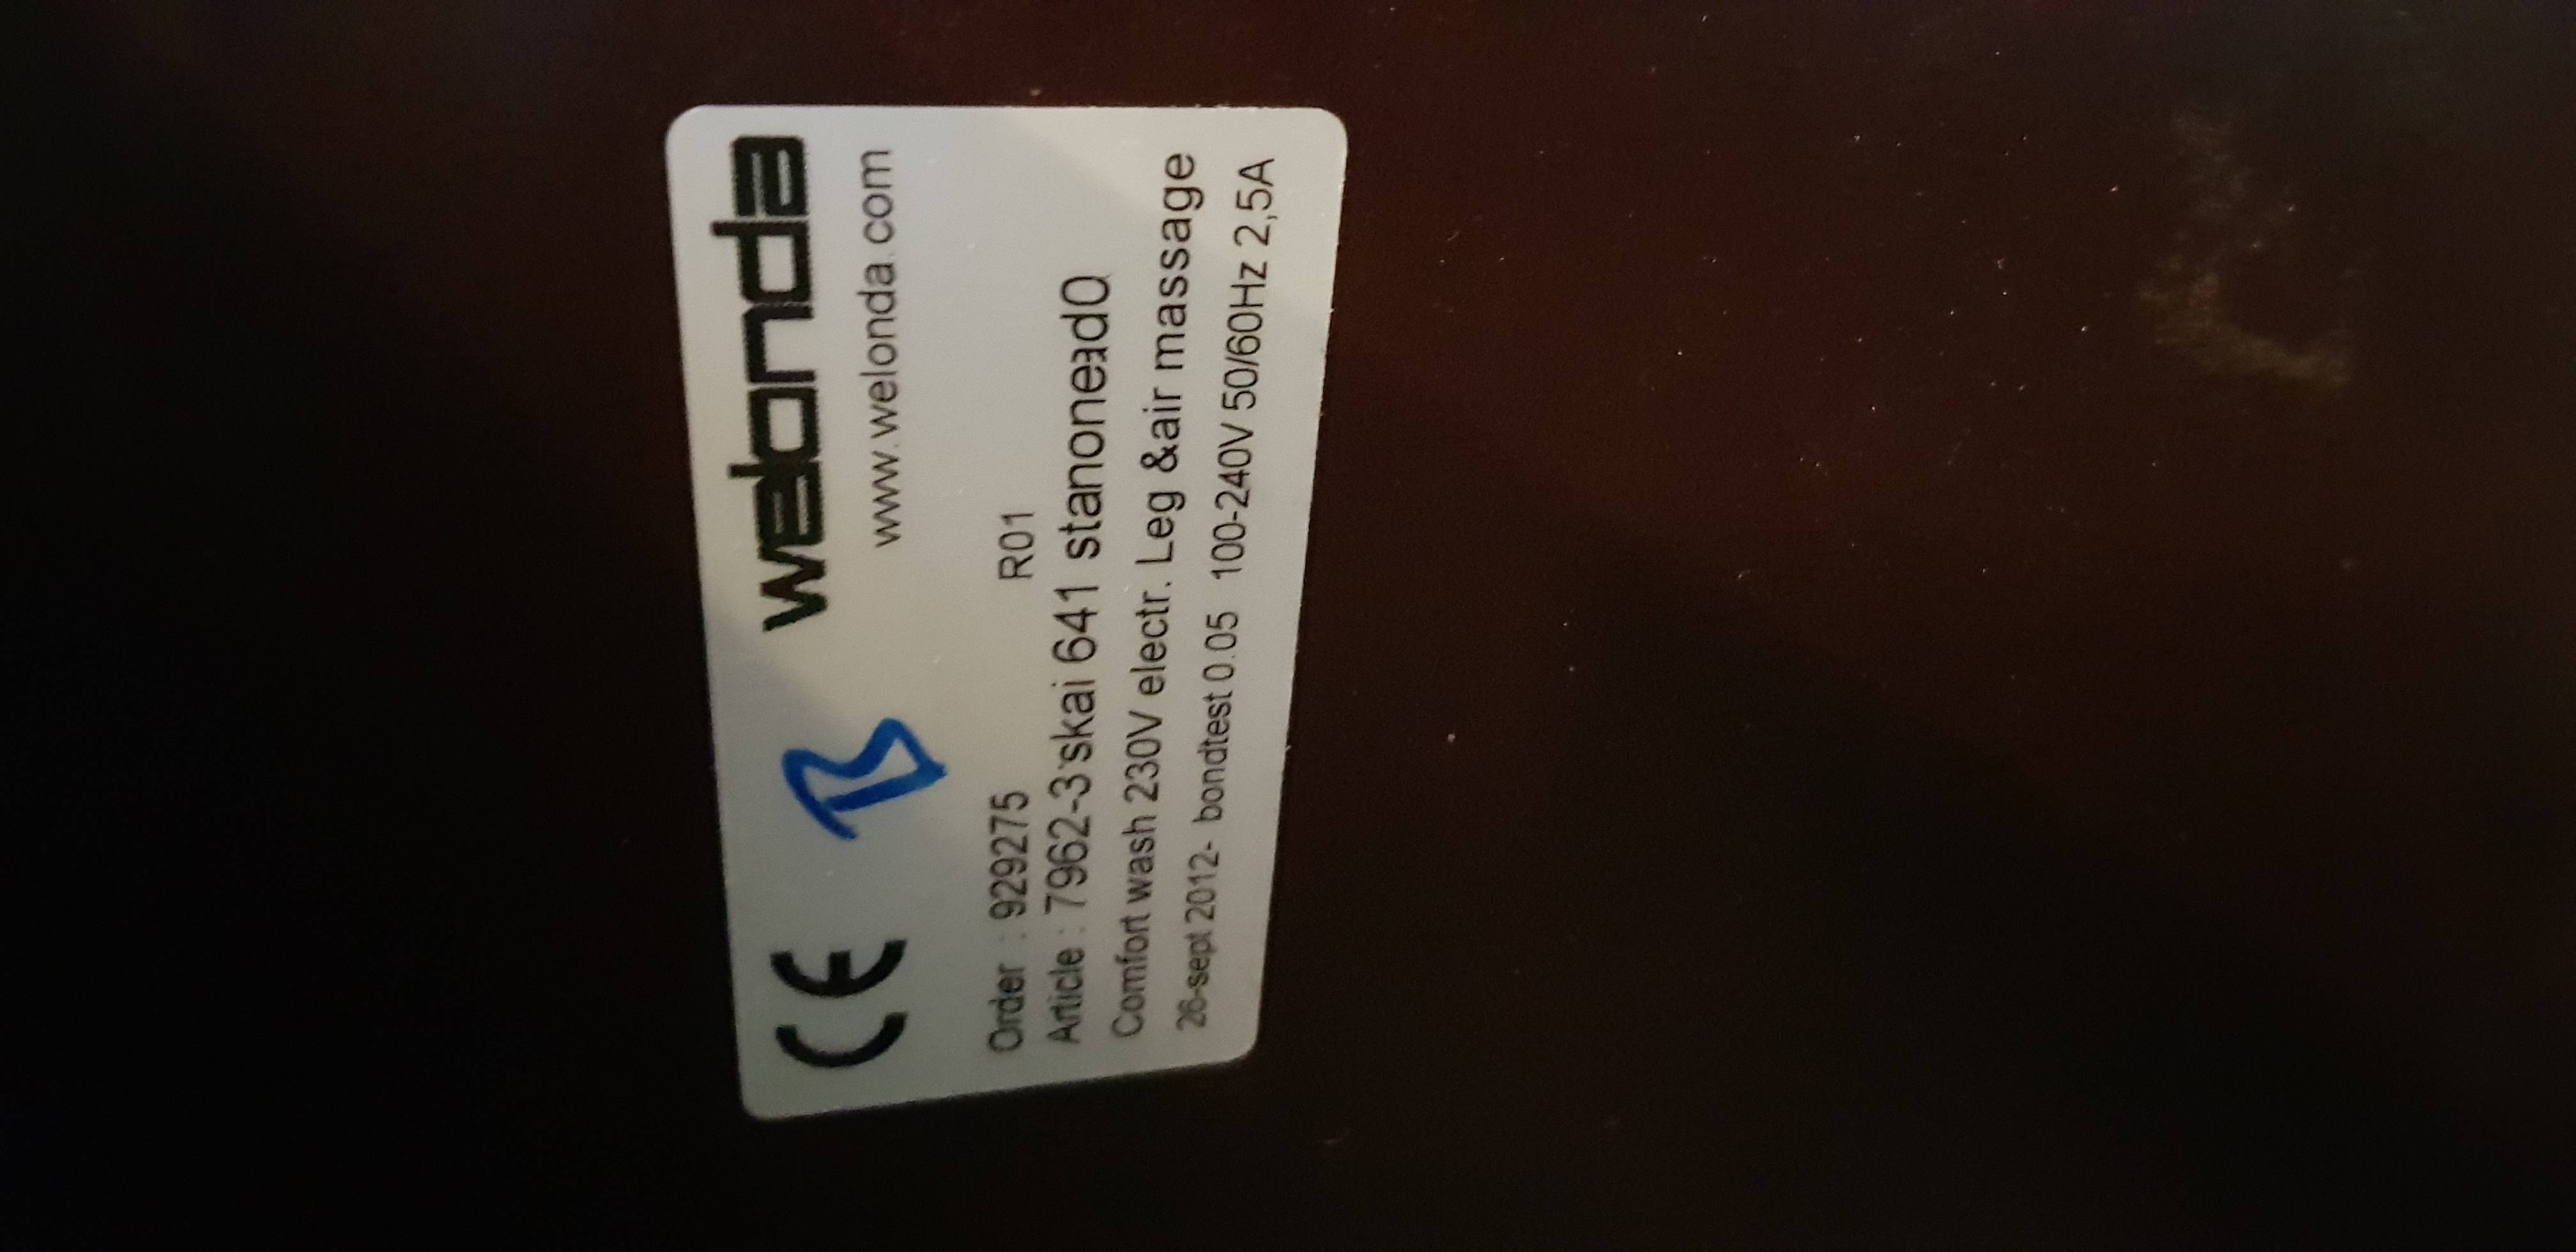 CE welonda
www.welonda.com
Order : 929275 R01
Article : 7962-3'skai 641 stanonead0
Comfort wash 230V electr. Leg &air massage
26-sept 2012- bondtest 0.05 100-240V 50/60Hz 2,5A